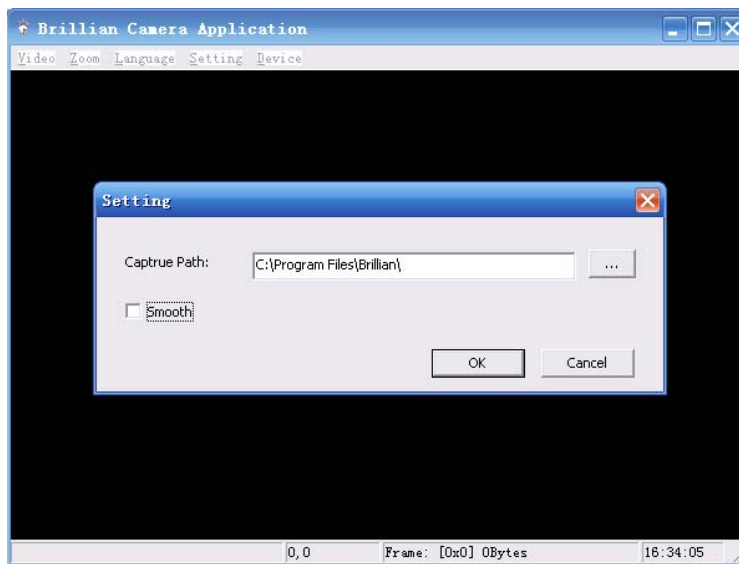 Brillian Camera Application
Video Zoom Language Setting Device
Setting
Captrue Path: C:\Program Files\Brillian\ ...
Smooth
OK Cancel
0,0 Frame: [0x0] 0Bytes 16:34:05